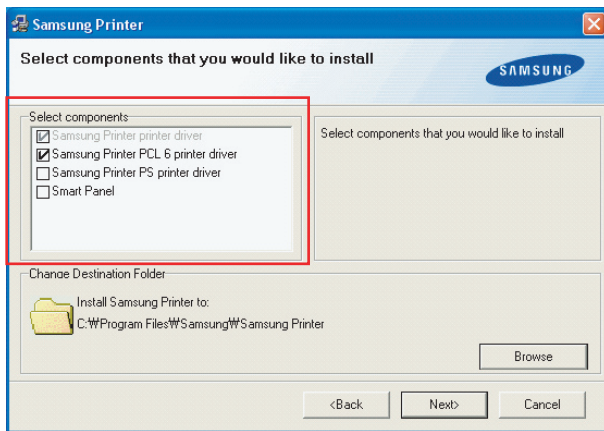 Samsung Printer
Select components that you would like to install
SAMSUNG
Select components
Samsung Printer printer driver
Samsung Printer PCL 6 printer driver
Samsung Printer PS printer driver
Smart Panel
Select components that you would like to install
Change Destination Folder
Install Samsung Printer to:
C:₩Program Files₩Samsung₩Samsung Printer
Browse
<Back
Next>
Cancel